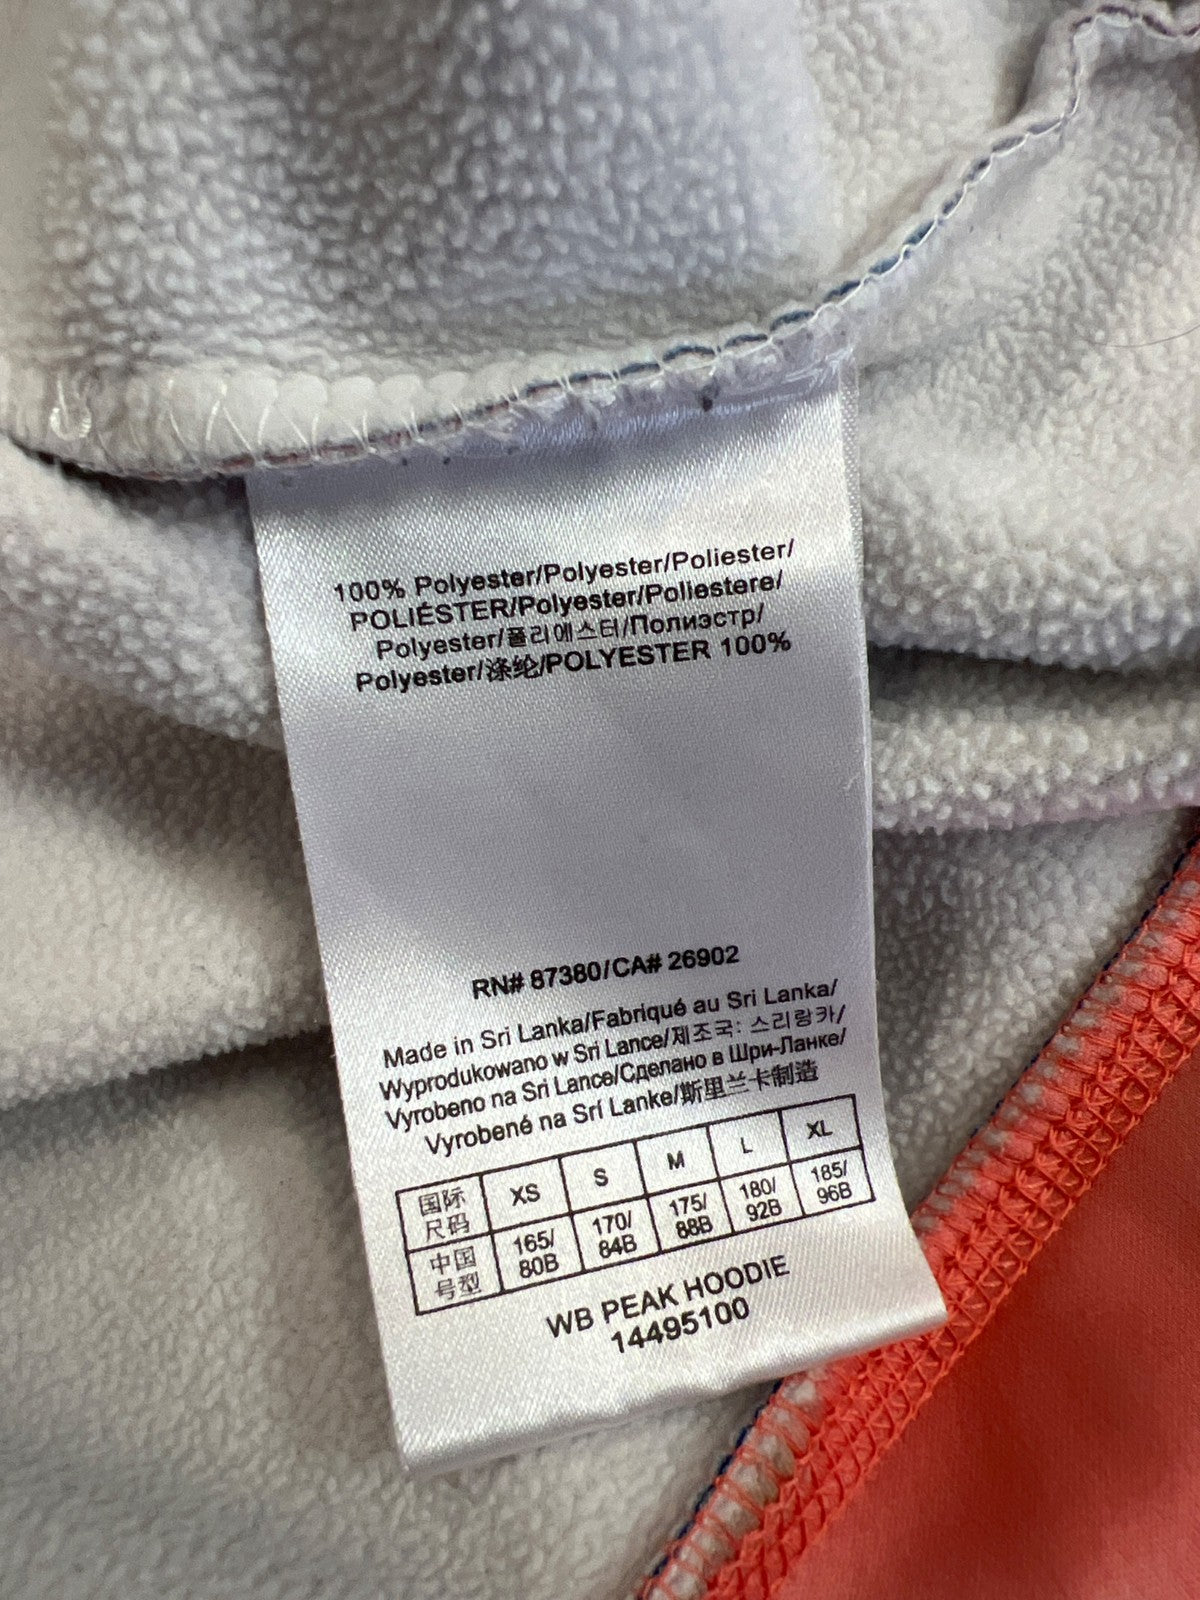 100% Polyester/Polyester/Poliester/
POLIÉSTER/Polyester/Poliestere/
Polyester/폴리에스터/Полиэстр/
Polyester/涤纶/POLYESTER 100%
RN# 87380/CA# 26902
Made in Sri Lanka/Fabriqué au Sri Lanka/
Wyprodukowano w Sri Lance/제조국: 스리랑카/
Vyrobeno na Sri Lance/Сделано в Шри-Ланке/
Vyrobené na Srí Lanke/斯里兰卡制造
国际尺码 XS S M L XL
中国号型 165/80B 170/84B 175/88B 180/92B 185/96B
WB PEAK HOODIE
14495100